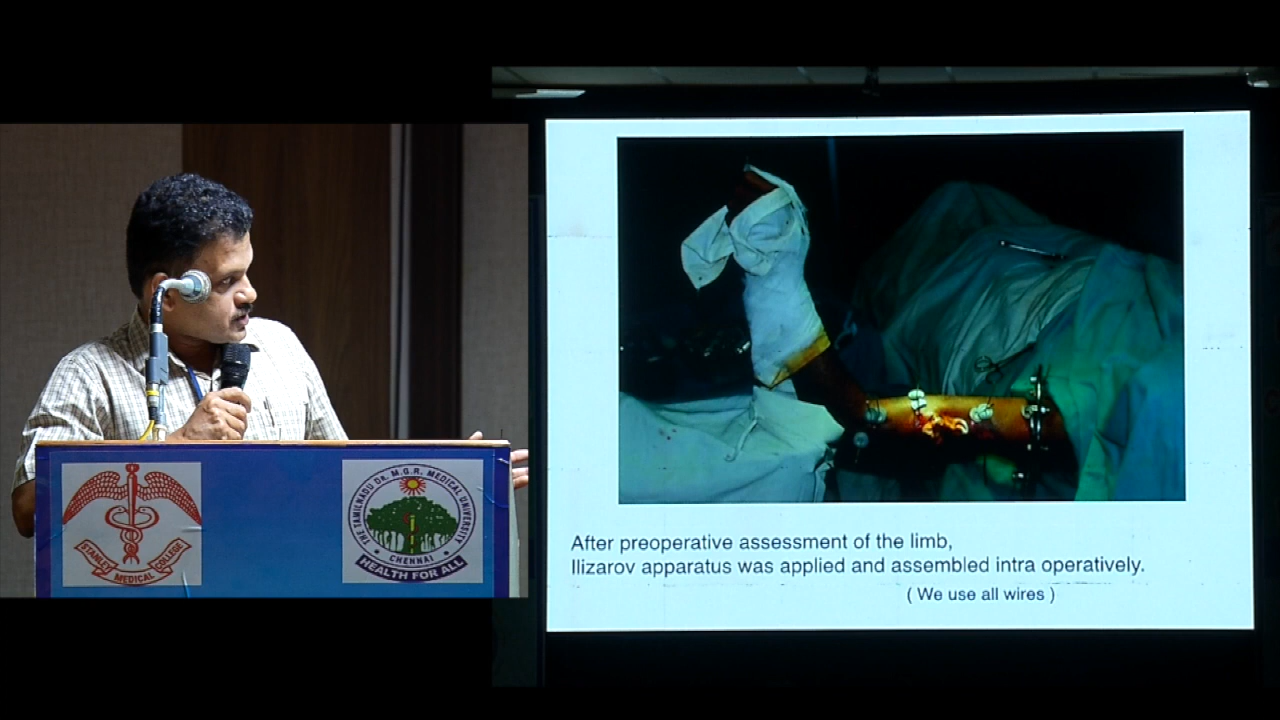 STANLEY
MEDICAL COLLEGE
THE TAMILNADU DR. M.G.R. MEDICAL UNIVERSITY
CHENNAI
HEALTH FOR ALL
After preoperative assessment of the limb,
Ilizarov apparatus was applied and assembled intra operatively.
( We use all wires )